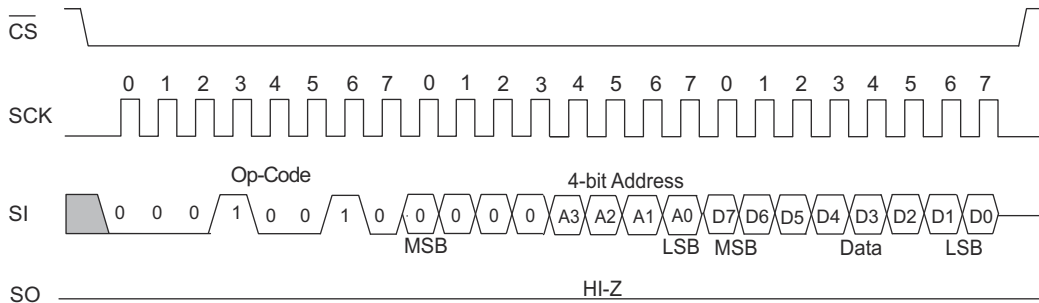 CS
0 1 2 3 4 5 6 7 0 1 2 3 4 5 6 7 0 1 2 3 4 5 6 7
SCK
Op-Code
4-bit Address
SI 0 0 0 1 0 0 1 0 0 0 0 0 A3 A2 A1 A0 D7 D6 D5 D4 D3 D2 D1 D0
MSB LSB MSB Data LSB
HI-Z
SO